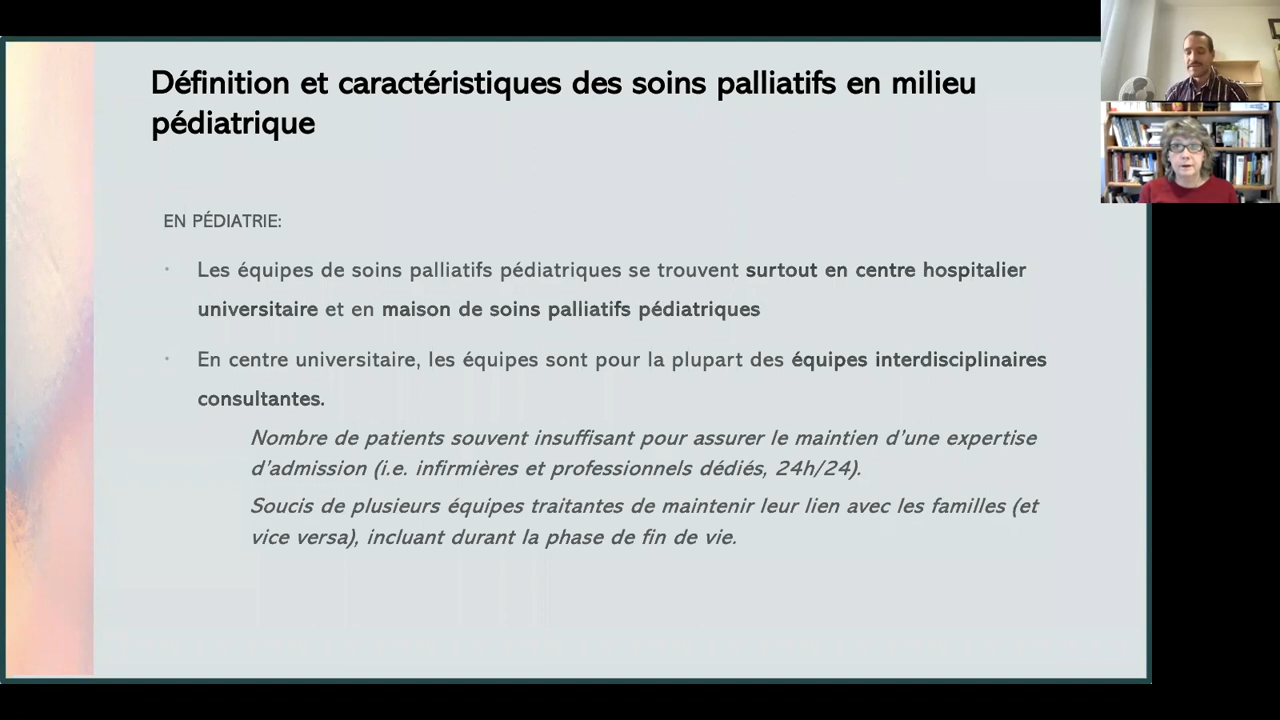 Définition et caractéristiques des soins palliatifs en milieu
pédiatrique
EN PÉDIATRIE:
• Les équipes de soins palliatifs pédiatriques se trouvent surtout en centre hospitalier
universitaire et en maison de soins palliatifs pédiatriques
• En centre universitaire, les équipes sont pour la plupart des équipes interdisciplinaires
consultantes.
Nombre de patients souvent insuffisant pour assurer le maintien d'une expertise
d'admission (i.e. infirmières et professionnels dédiés, 24h/24).
Soucis de plusieurs équipes traitantes de maintenir leur lien avec les familles (et
vice versa), incluant durant la phase de fin de vie.